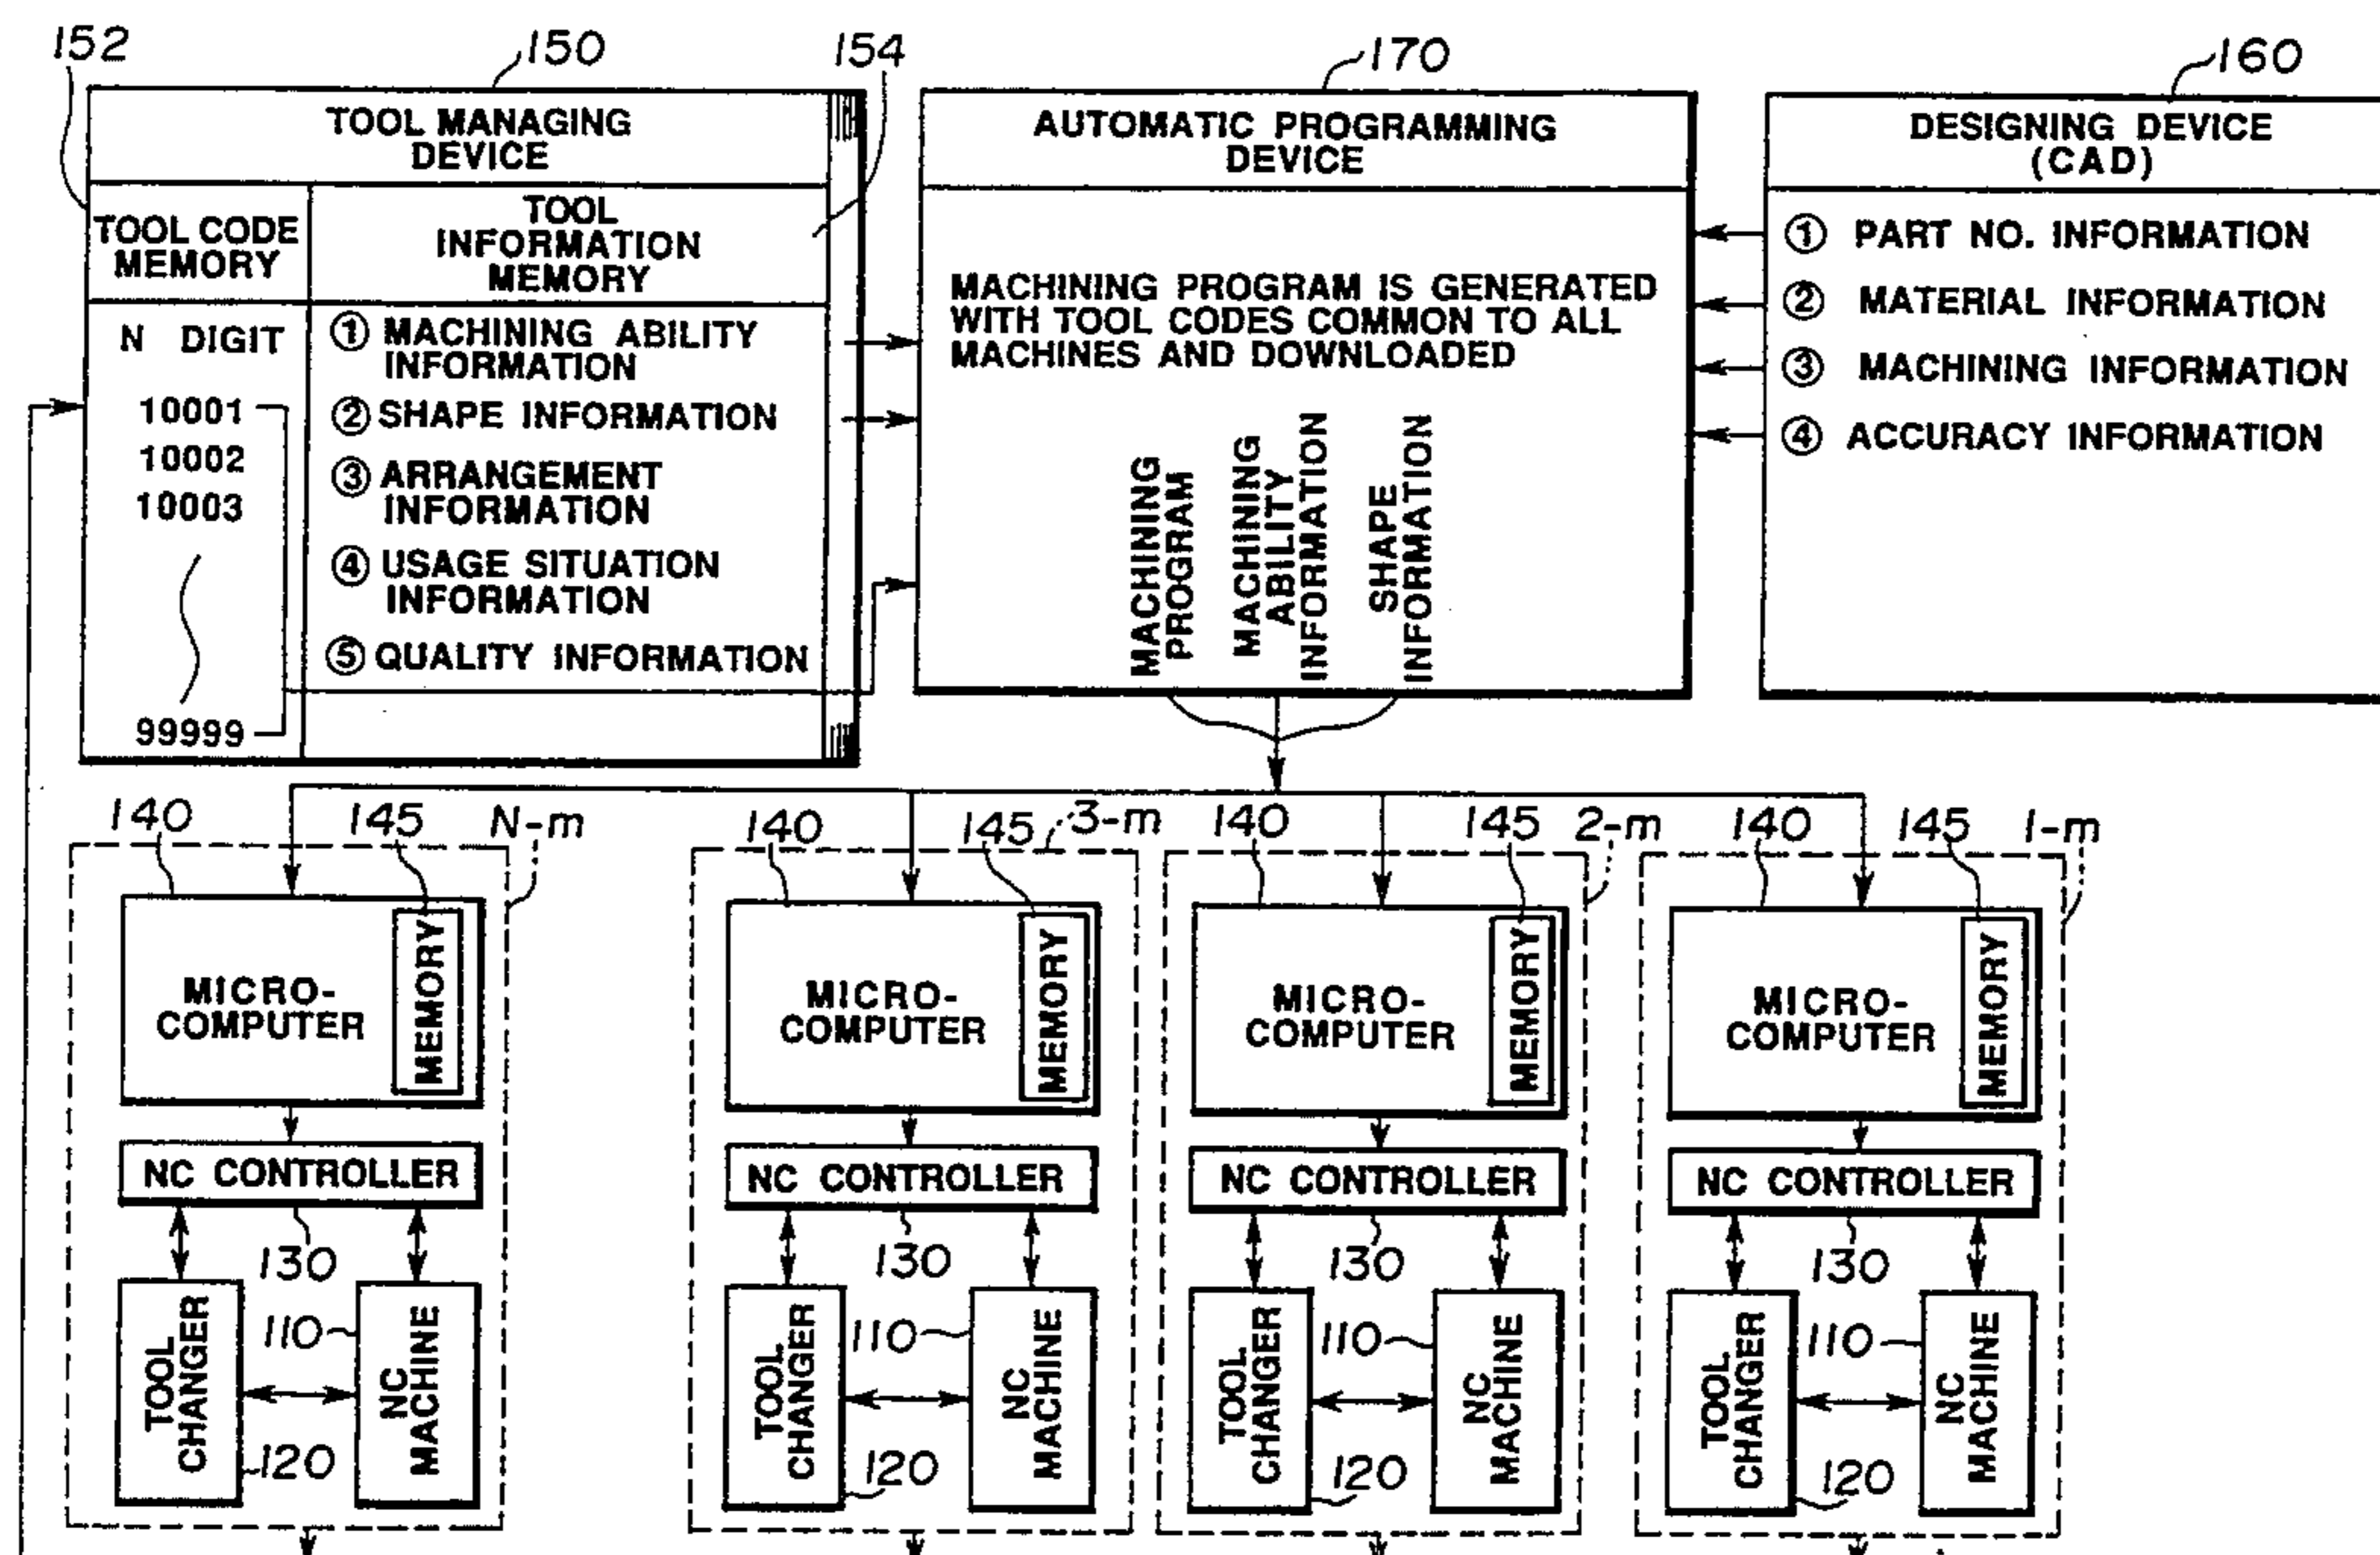 152
150
154
170
160
TOOL MANAGING
DEVICE
TOOL CODE
MEMORY
TOOL
INFORMATION
MEMORY
N DIGIT
10001
10002
10003
99999
① MACHINING ABILITY
INFORMATION
② SHAPE INFORMATION
③ ARRANGEMENT
INFORMATION
④ USAGE SITUATION
INFORMATION
⑤ QUALITY INFORMATION
AUTOMATIC PROGRAMMING
DEVICE
MACHINING PROGRAM IS GENERATED
WITH TOOL CODES COMMON TO ALL
MACHINES AND DOWNLOADED
MACHINING
PROGRAM
MACHINING
ABILITY
INFORMATION
SHAPE
INFORMATION
DESIGNING DEVICE
(CAD)
① PART NO. INFORMATION
② MATERIAL INFORMATION
③ MACHINING INFORMATION
④ ACCURACY INFORMATION
140
145
N-m
MICRO-
COMPUTER
MEMORY
NC CONTROLLER
130
TOOL
CHANGER
110
NC
MACHINE
120
140
145
3-m
MICRO-
COMPUTER
MEMORY
NC CONTROLLER
130
TOOL
CHANGER
110
NC
MACHINE
120
140
145
2-m
MICRO-
COMPUTER
MEMORY
NC CONTROLLER
130
TOOL
CHANGER
110
NC
MACHINE
120
140
145
1-m
MICRO-
COMPUTER
MEMORY
NC CONTROLLER
130
TOOL
CHANGER
110
NC
MACHINE
120